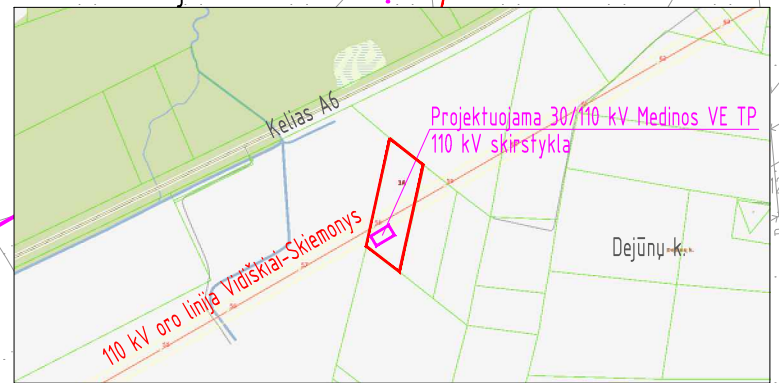 Kelias A6
Projektuojama 30/110 kV Medinos VE TP
110 kV skirstykla
Dejūnų k.
110 kV oro linija Vidiškiai-Skiemonys